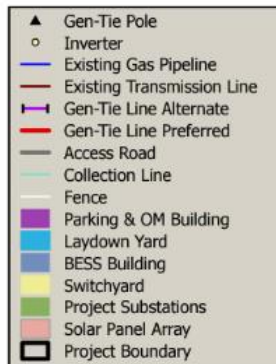 Gen-Tie Pole
Inverter
Existing Gas Pipeline
Existing Transmission Line
Gen-Tie Line Alternate
Gen-Tie Line Preferred
Access Road
Collection Line
Fence
Parking & OM Building
Laydown Yard
BESS Building
Switchyard
Project Substations
Solar Panel Array
Project Boundary